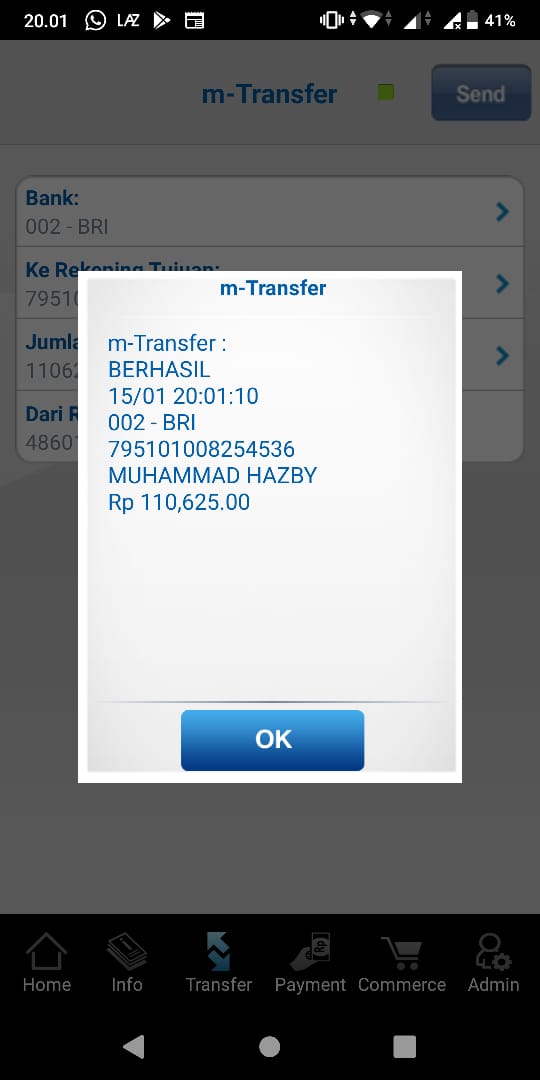 20.01 LAZ 41%
m-Transfer Send
Bank:
002 - BRI
Ke Rekening Tujuan:
7951
m-Transfer
m-Transfer :
BERHASIL
15/01 20:01:10
002 - BRI
795101008254536
MUHAMMAD HAZBY
Rp 110,625.00
Dari
4860
OK
Home Info Transfer Payment Commerce Admin